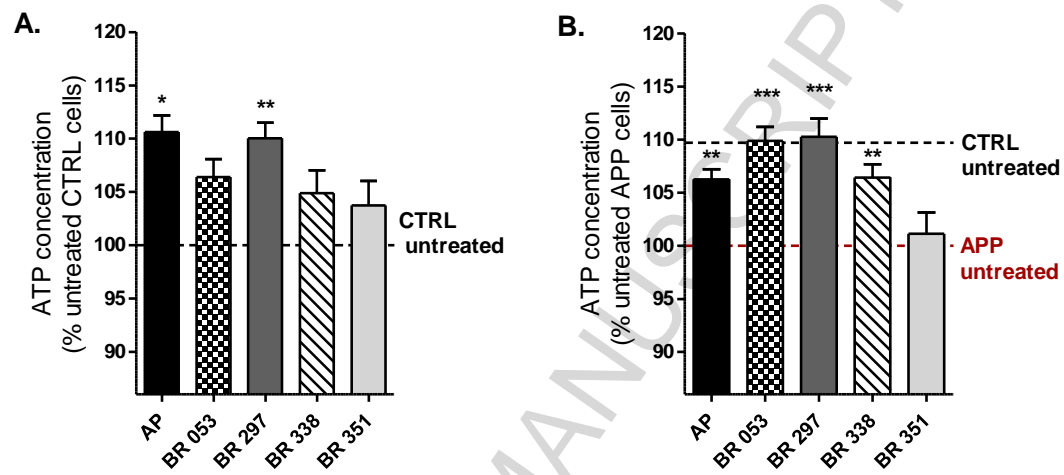 A.
ATP concentration
(% untreated CTRL cells)
120
115
110
105
100
95
90
*
**
CTRL
untreated
AP
BR 053
BR 297
BR 338
BR 351
B.
ATP concentration
(% untreated APP cells)
120
115
110
105
100
95
90
**
***
***
**
CTRL
untreated
APP
untreated
AP
BR 053
BR 297
BR 338
BR 351
MANUSCRIP